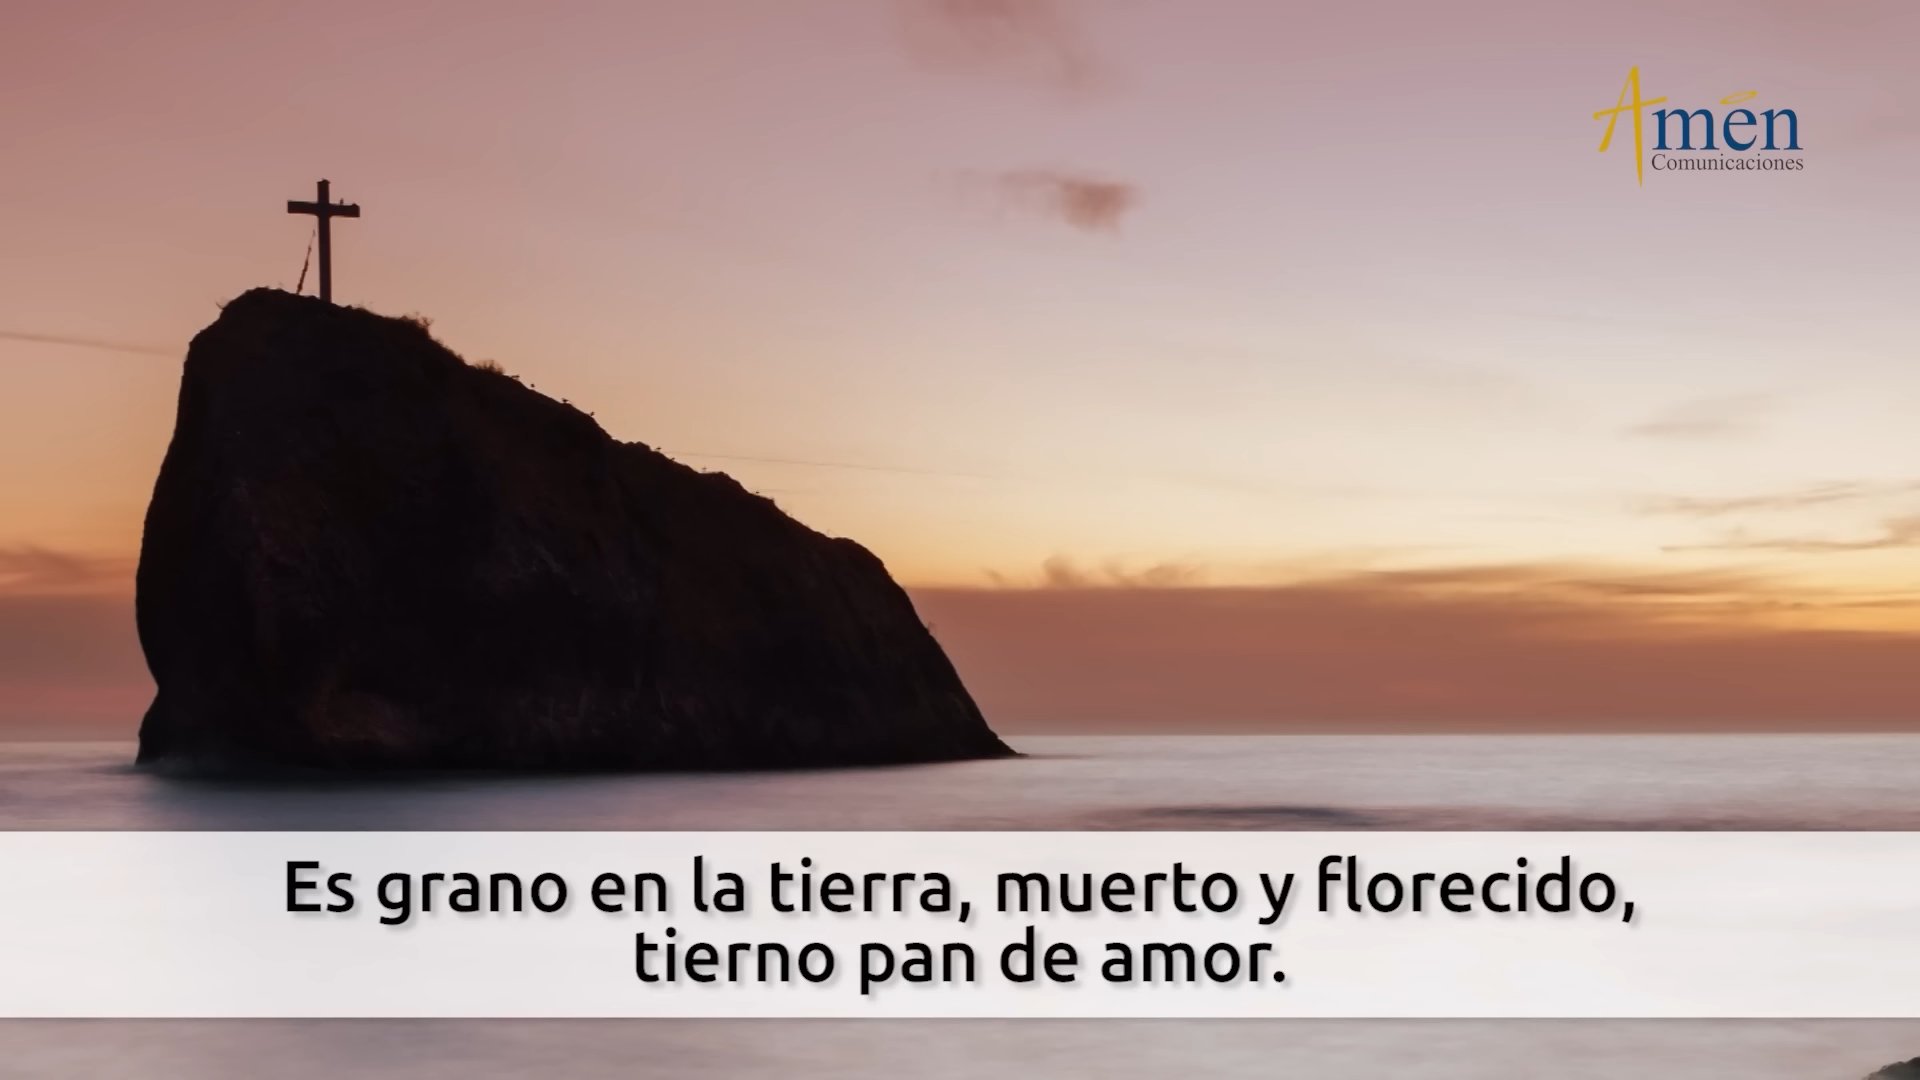 Amén
Comunicaciones
Es grano en la tierra, muerto y florecido,
tierno pan de amor.